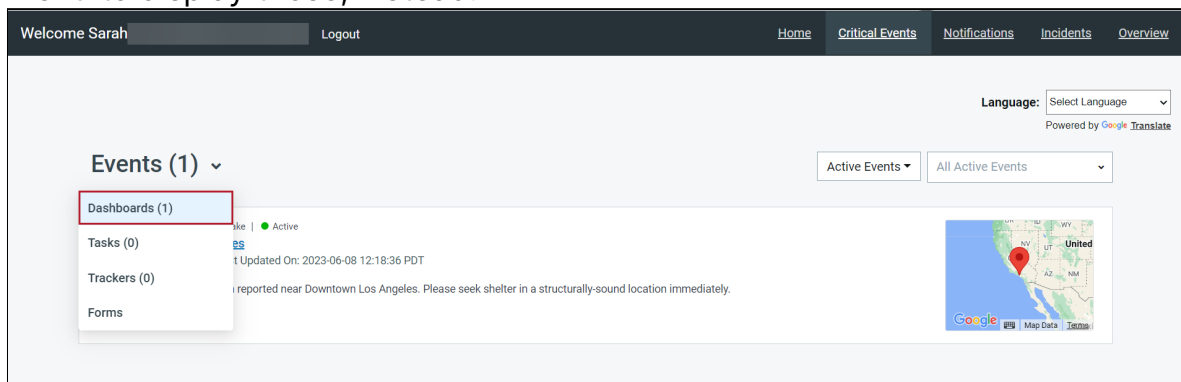 Welcome Sarah Logout Home Critical Events Notifications Incidents Overview
Language: Select Language
Powered by Google Translate
Events (1)
Active Events All Active Events
Dashboards (1)
Tasks (0)
Trackers (0)
Forms
ake | Active
es
t Updated On: 2023-06-08 12:18:36 PDT
reported near Downtown Los Angeles. Please seek shelter in a structurally-sound location immediately.
OR ID WY
NV UT United
AZ NM
Google Map Data Terms